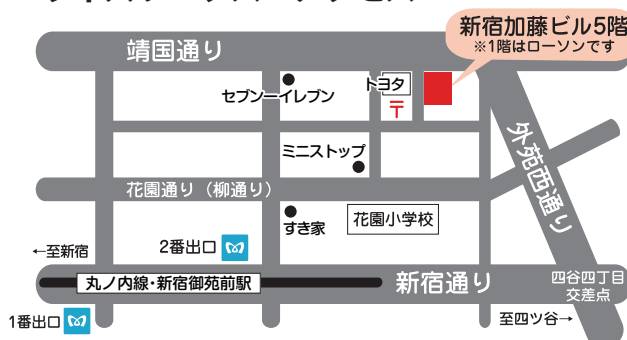 新宿加藤ビル5階
※1階はローソンです
靖国通り
トヨタ
〒
セブンーイレブン
外苑西通り
ミニストップ
花園通り（柳通り）
すき家
花園小学校
2番出口
←至新宿
丸ノ内線・新宿御苑前駅
新宿通り
四谷四丁目
交差点
1番出口
至四ツ谷→